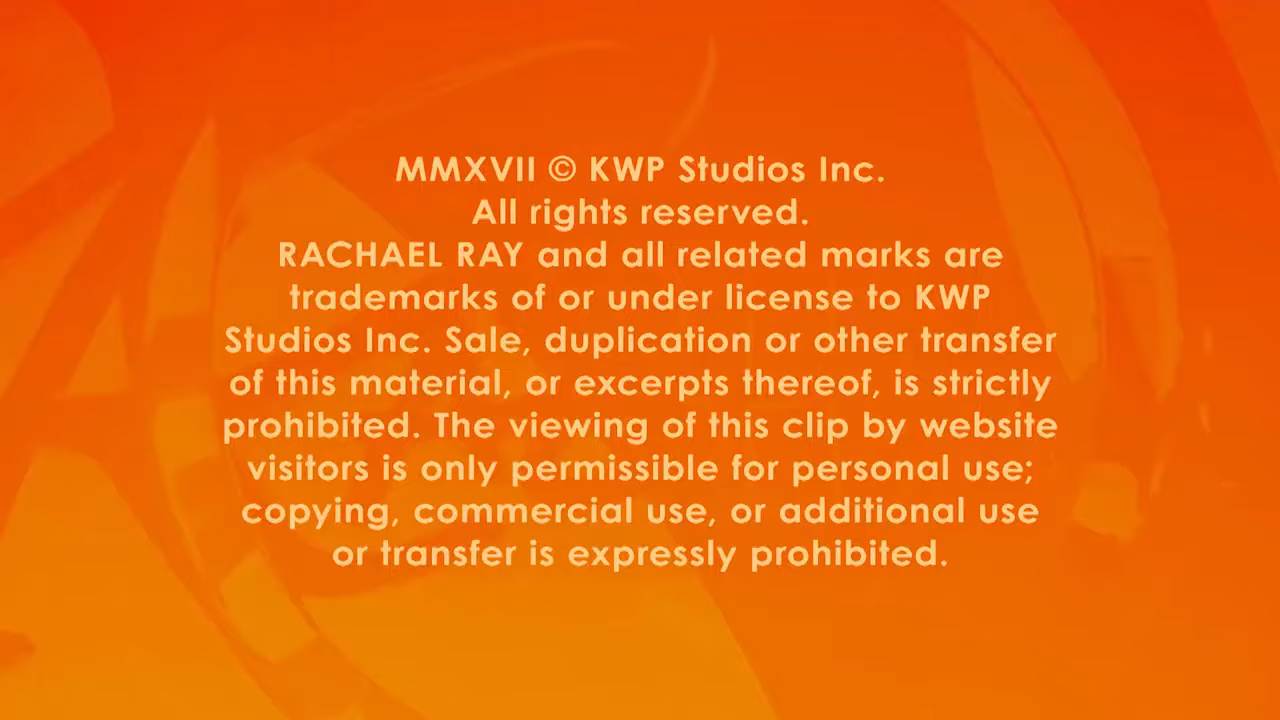 MMXVII © KWP Studios Inc.
All rights reserved.
RACHAEL RAY and all related marks are
trademarks of or under license to KWP
Studios Inc. Sale, duplication or other transfer
of this material, or excerpts thereof, is strictly
prohibited. The viewing of this clip by website
visitors is only permissible for personal use;
copying, commercial use, or additional use
or transfer is expressly prohibited.